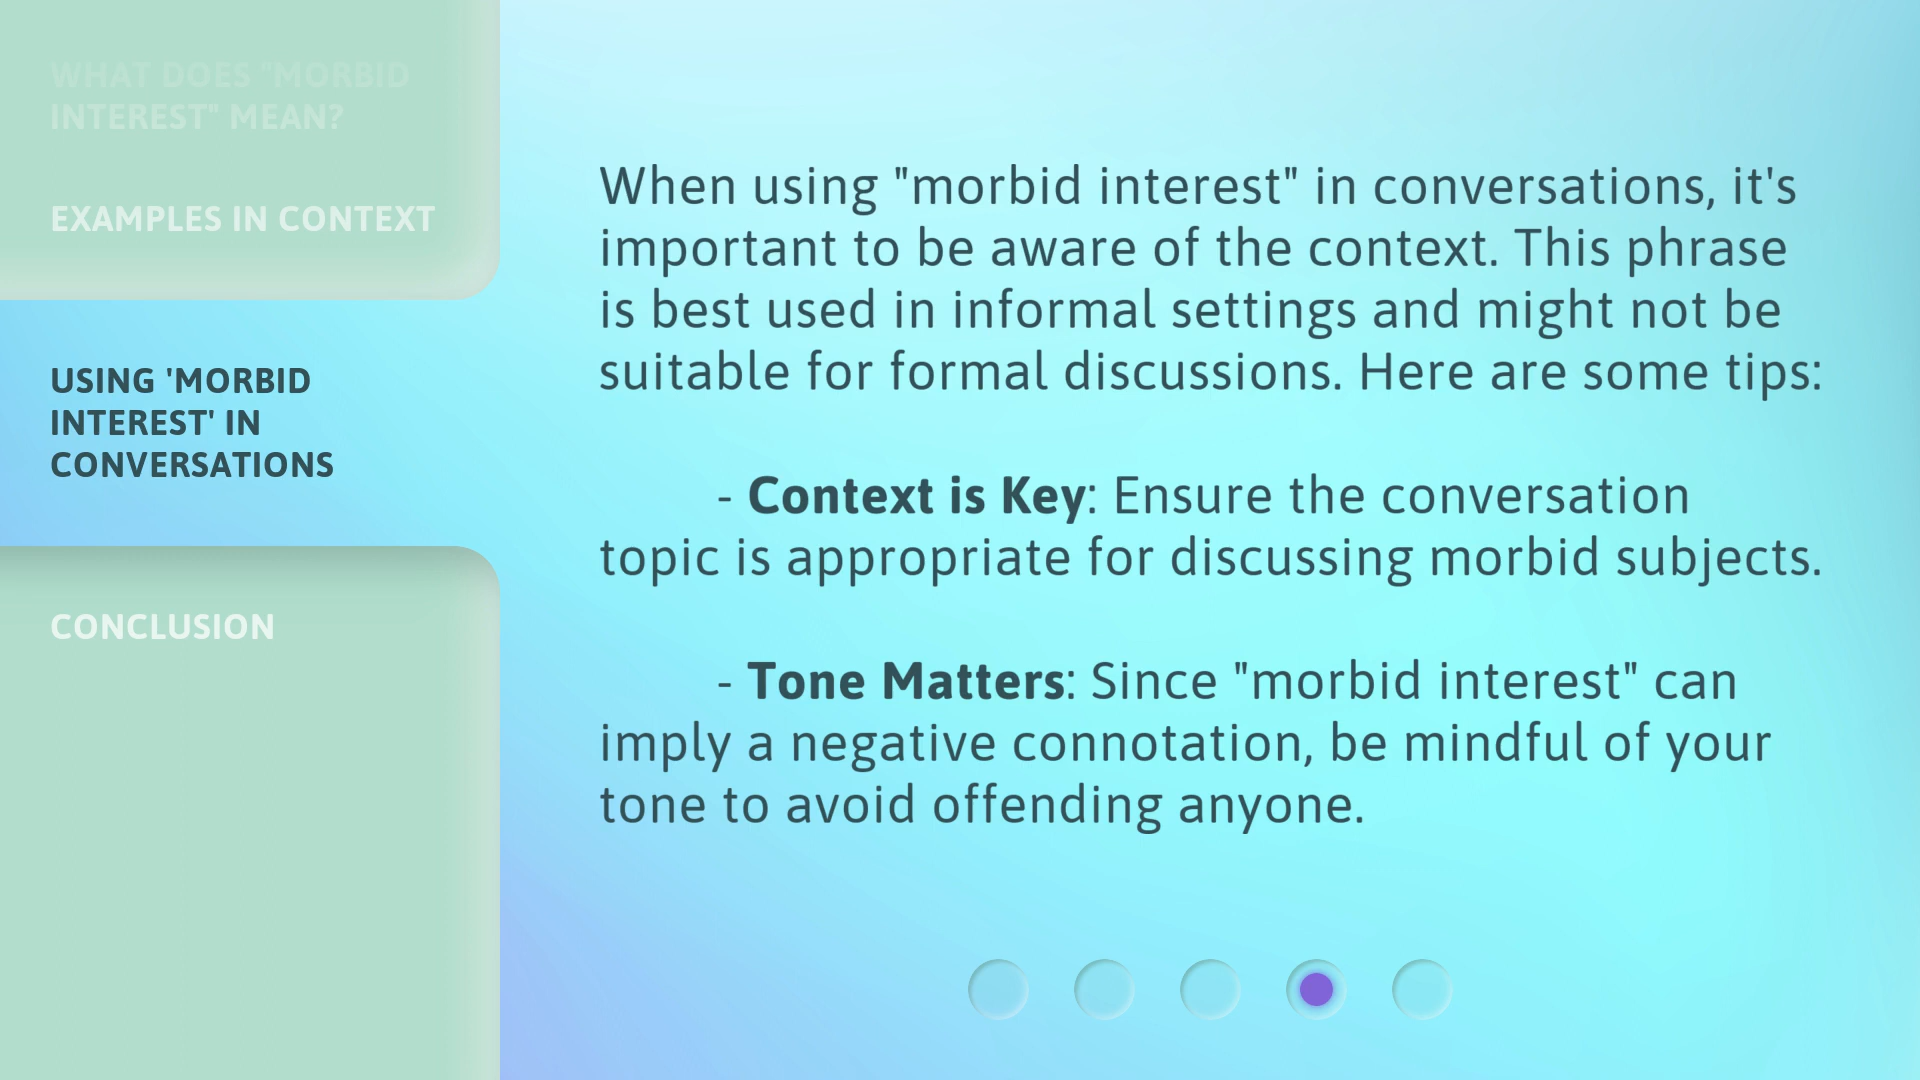 WHAT DOES "MORBID
INTEREST" MEAN?
EXAMPLES IN CONTEXT
USING 'MORBID
INTEREST' IN
CONVERSATIONS
CONCLUSION
When using "morbid interest" in conversations, it's
important to be aware of the context. This phrase
is best used in informal settings and might not be
suitable for formal discussions. Here are some tips:
- Context is Key: Ensure the conversation
topic is appropriate for discussing morbid subjects.
- Tone Matters: Since "morbid interest" can
imply a negative connotation, be mindful of your
tone to avoid offending anyone.